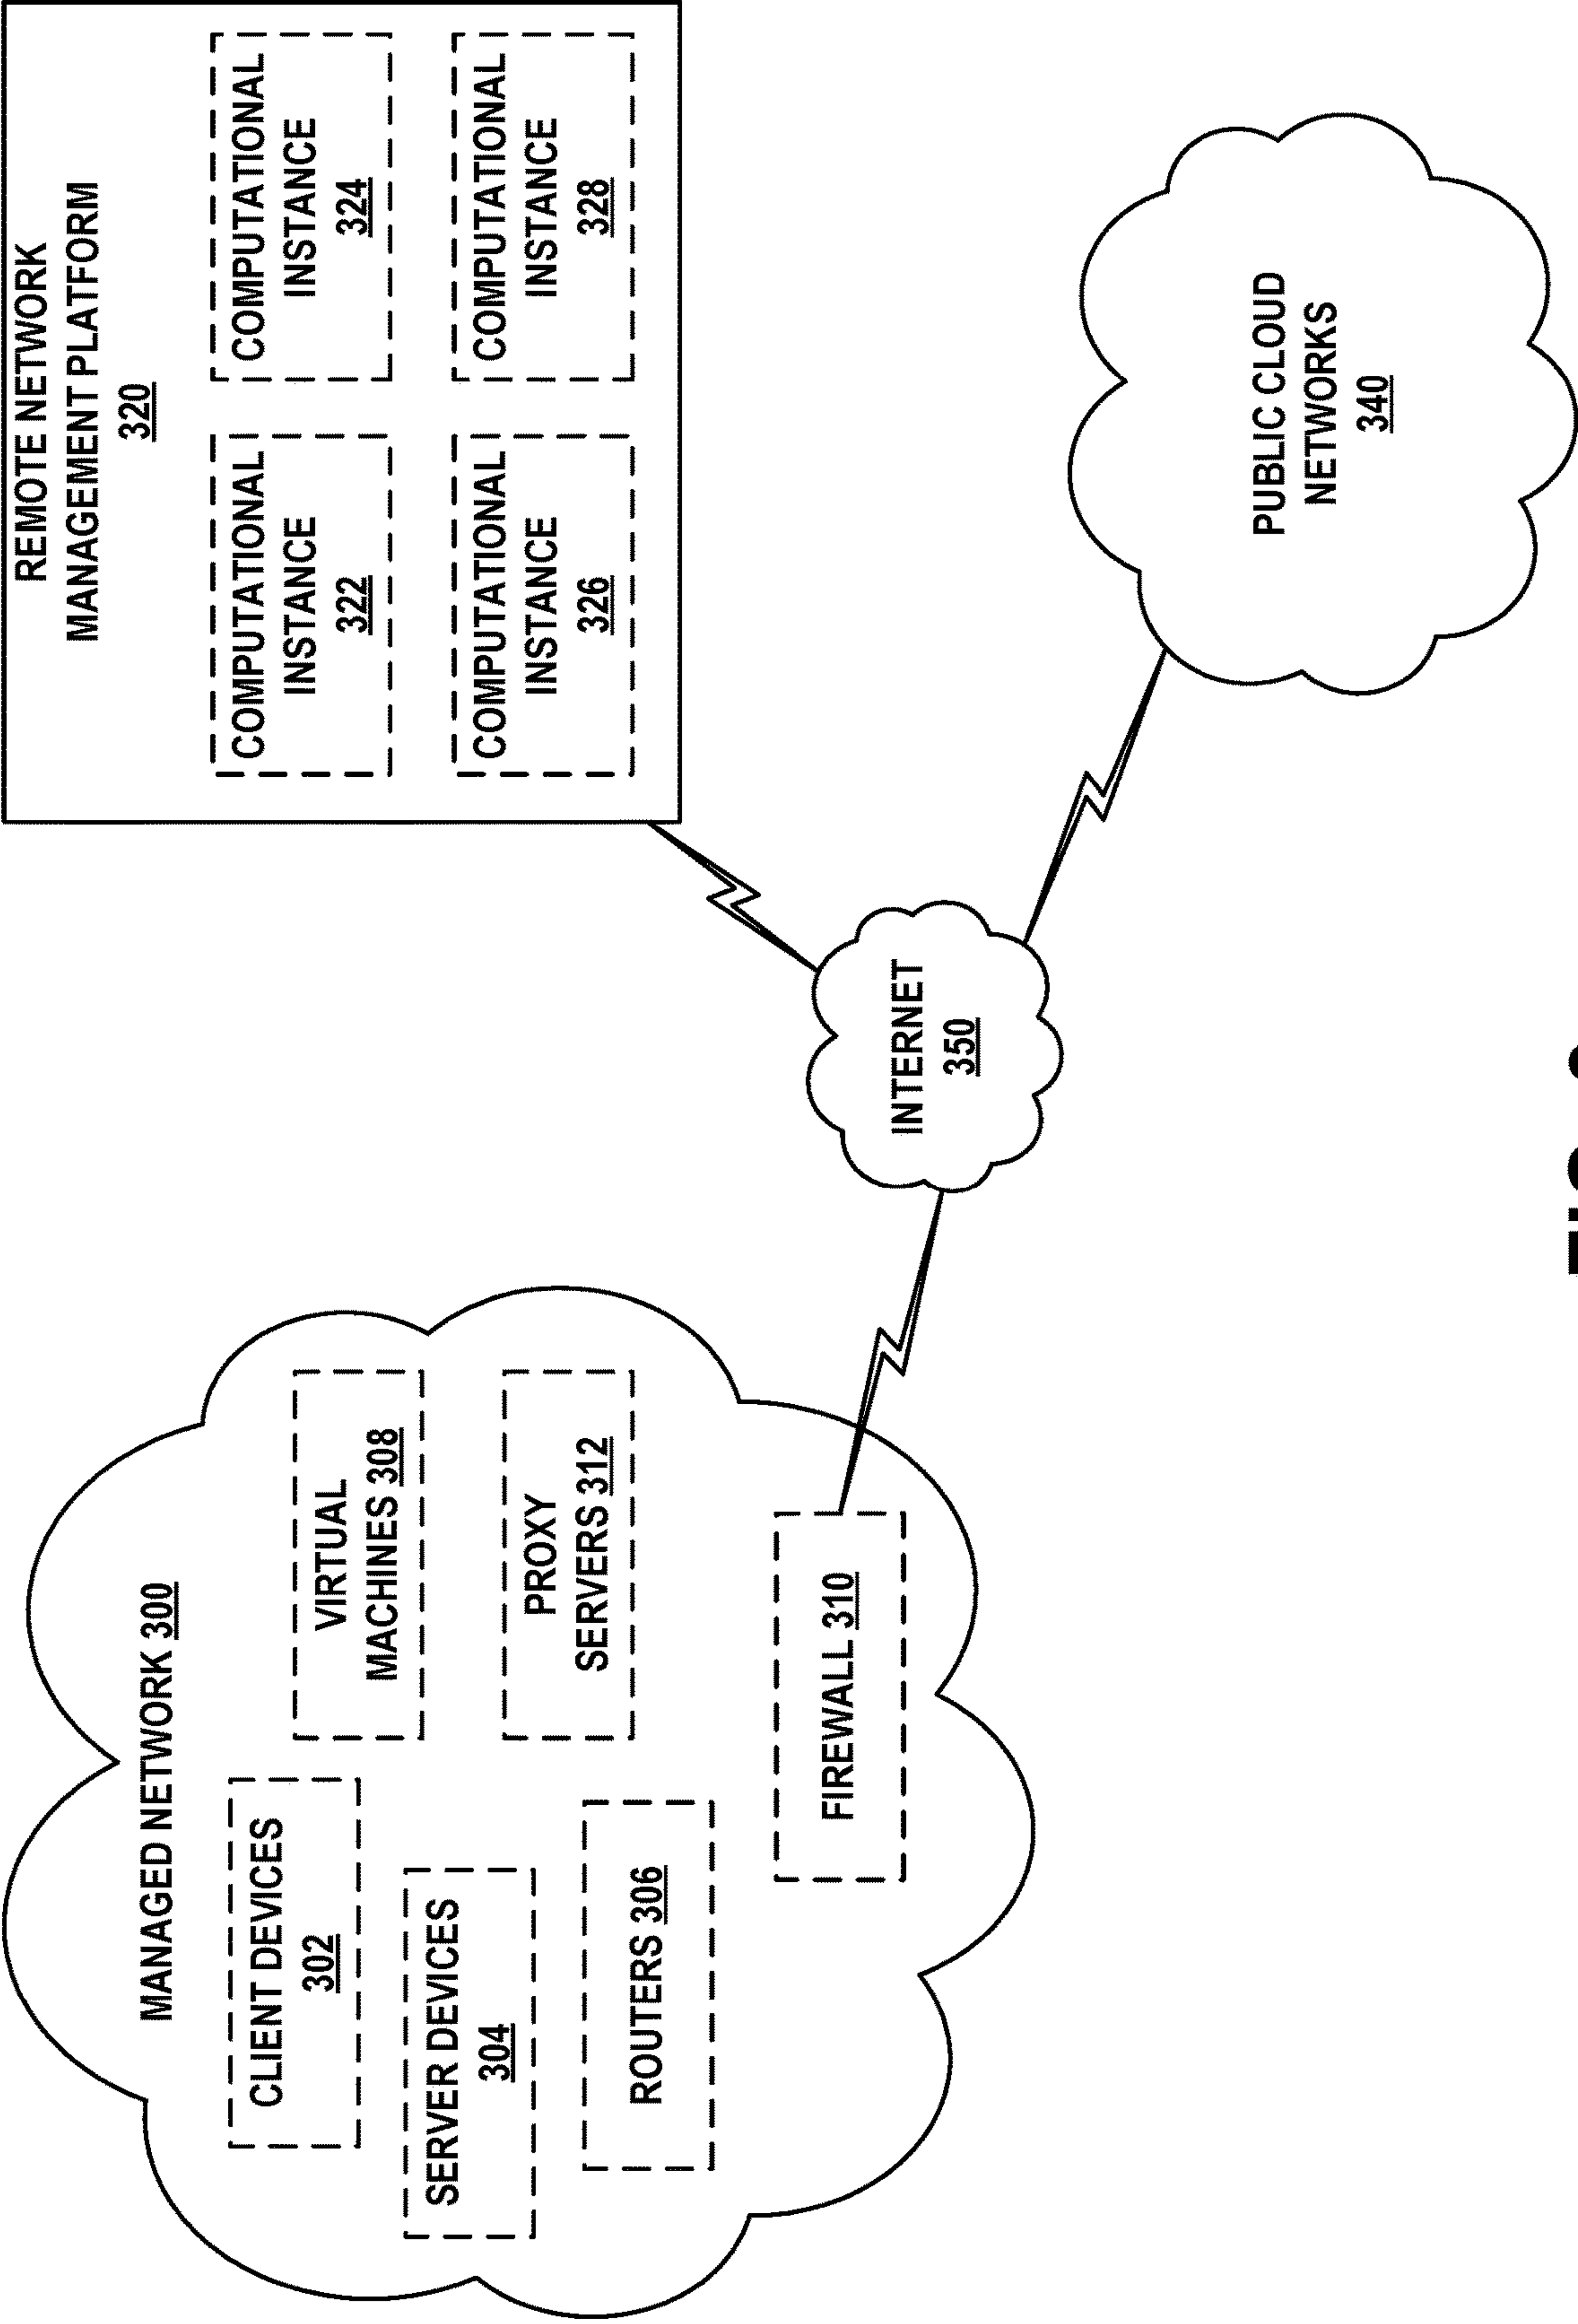 MANAGED NETWORK 300
CLIENT DEVICES
302
VIRTUAL
MACHINES 308
SERVER DEVICES
304
PROXY
SERVERS 312
ROUTERS 306
FIREWALL 310
REMOTE NETWORK
MANAGEMENT PLATFORM
320
COMPUTATIONAL
INSTANCE
322
COMPUTATIONAL
INSTANCE
324
COMPUTATIONAL
INSTANCE
326
COMPUTATIONAL
INSTANCE
328
INTERNET
350
PUBLIC CLOUD
NETWORKS
340